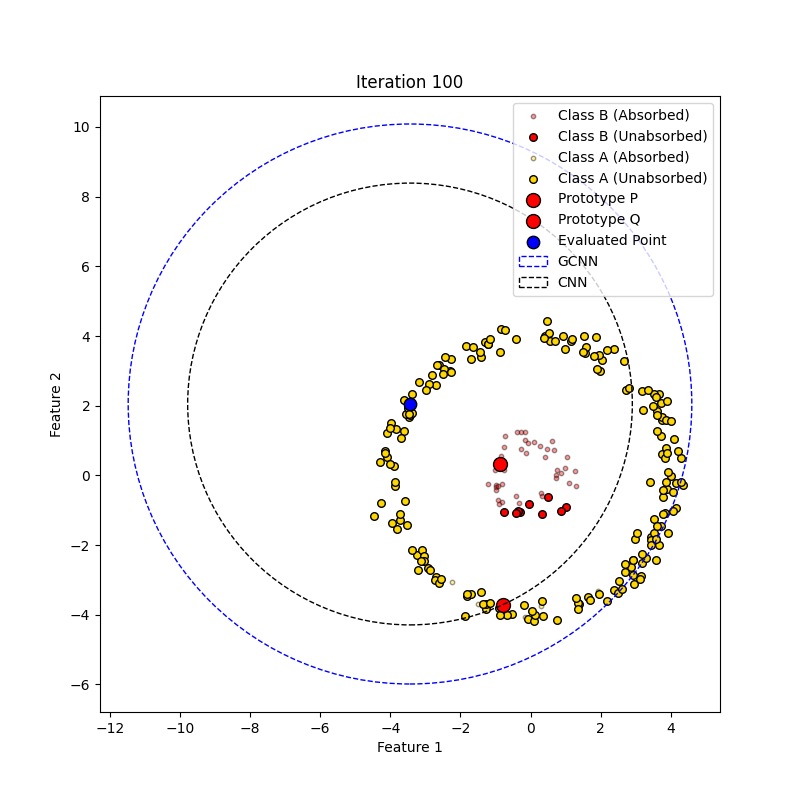 Iteration 100
Class B (Absorbed)
Class B (Unabsorbed)
Class A (Absorbed)
Class A (Unabsorbed)
Prototype P
Prototype Q
Evaluated Point
GCNN
CNN
Feature 2
10
8
6
4
2
0
−2
−4
−6
−12 −10 −8 −6 −4 −2 0 2 4
Feature 1